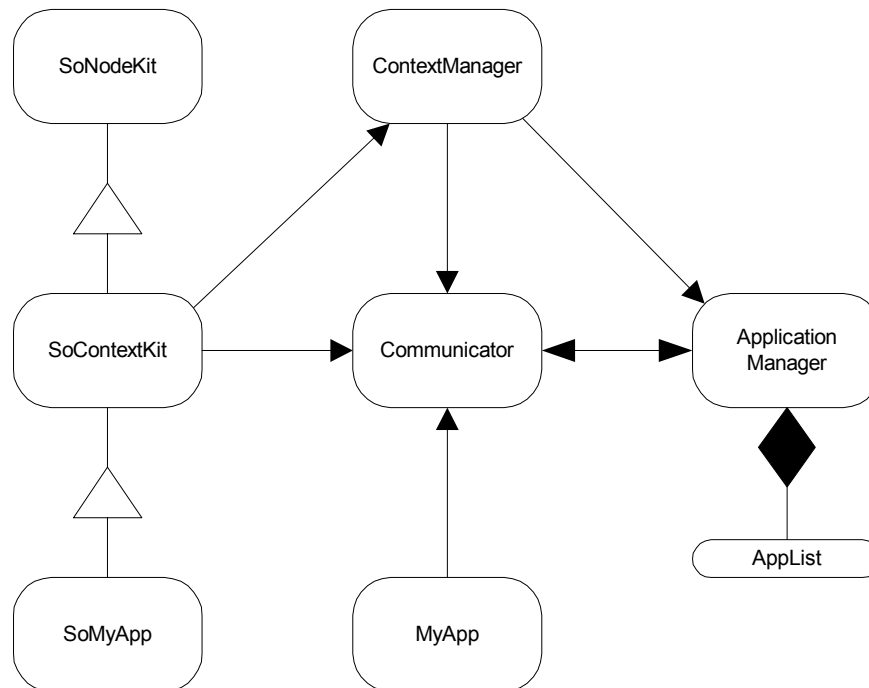 SoNodeKit
ContextManager
SoContextKit
Communicator
Application
Manager
AppList
SoMyApp
MyApp